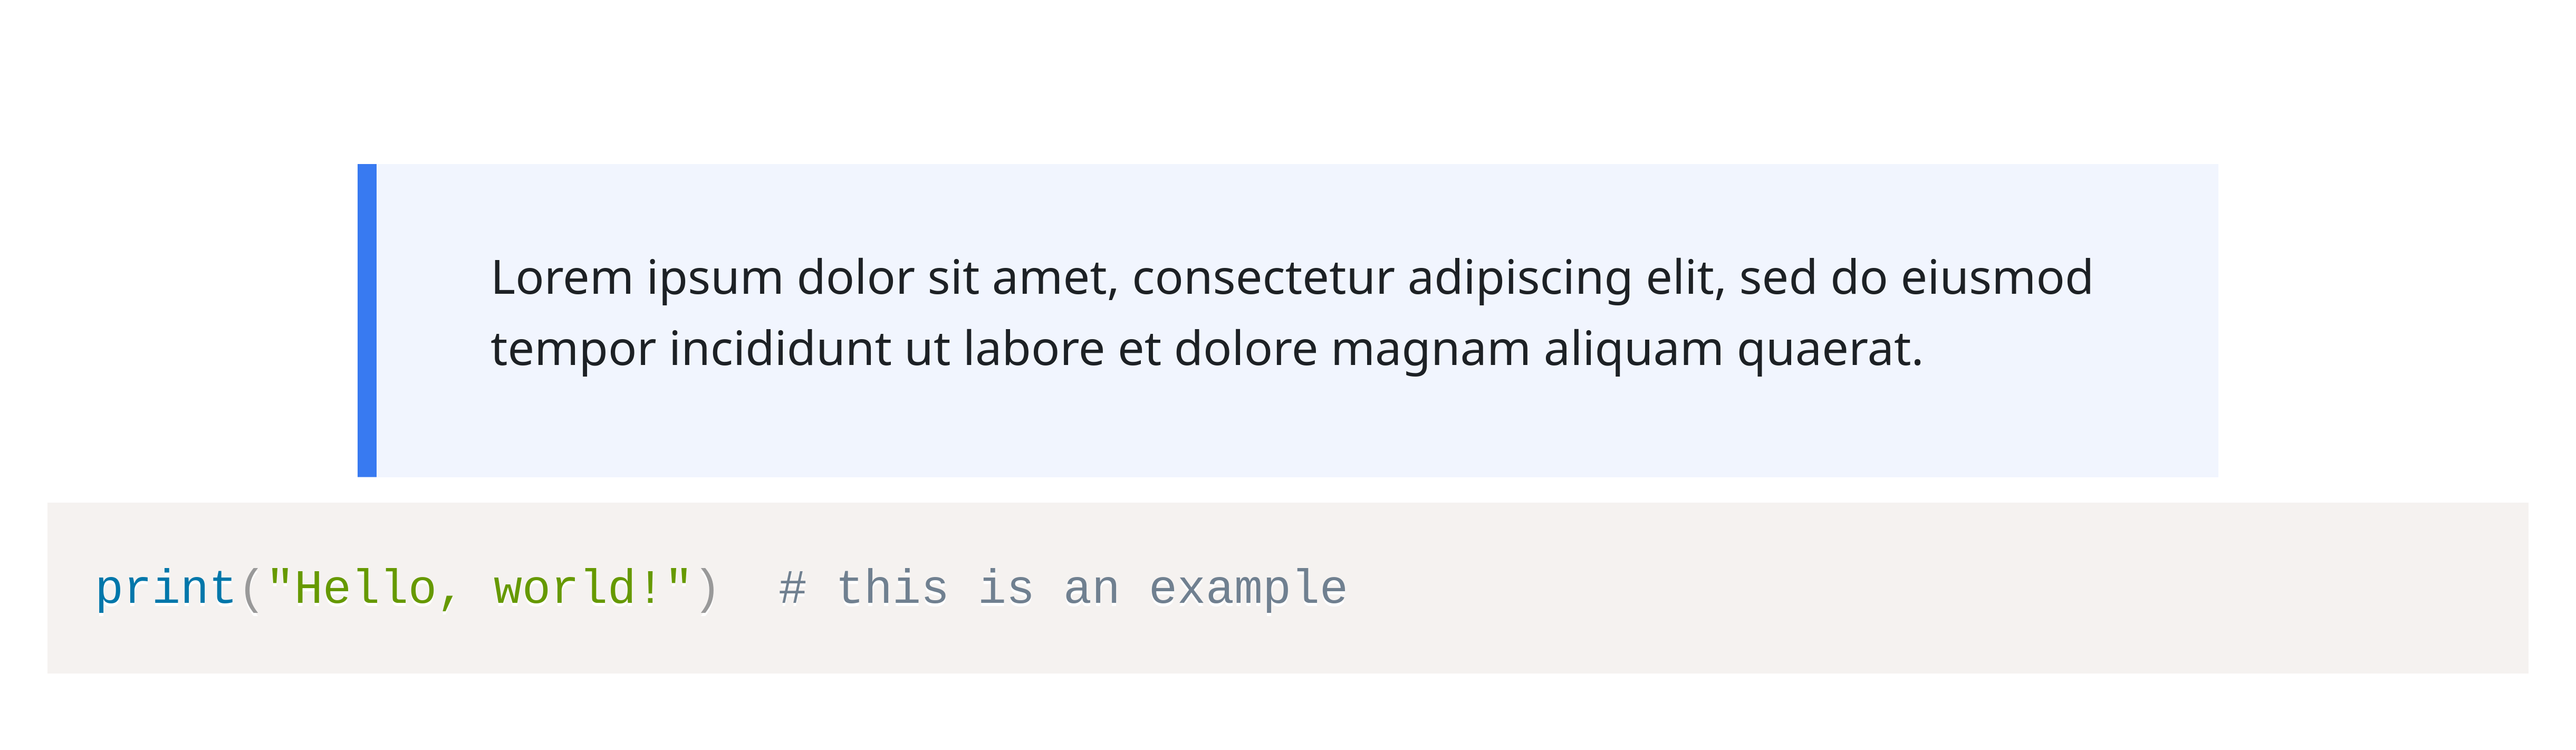 Lorem ipsum dolor sit amet, consectetur adipiscing elit, sed do eiusmod
tempor incididunt ut labore et dolore magnam aliquam quaerat.
print("Hello, world!")  # this is an example